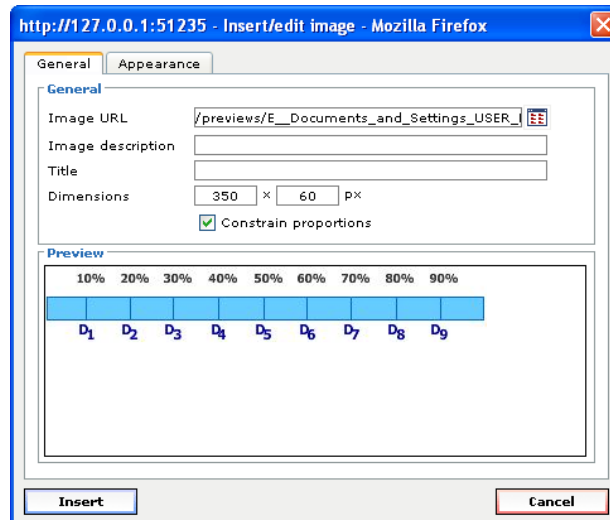 http://127.0.0.1:51235 - Insert/edit image - Mozilla Firefox
General Appearance
General
Image URL /previews/E__Documents_and_Settings_USER_
Image description
Title
Dimensions 350 × 60 px
Constrain proportions
Preview
10% 20% 30% 40% 50% 60% 70% 80% 90%
D1 D2 D3 D4 D5 D6 D7 D8 D9
Insert Cancel